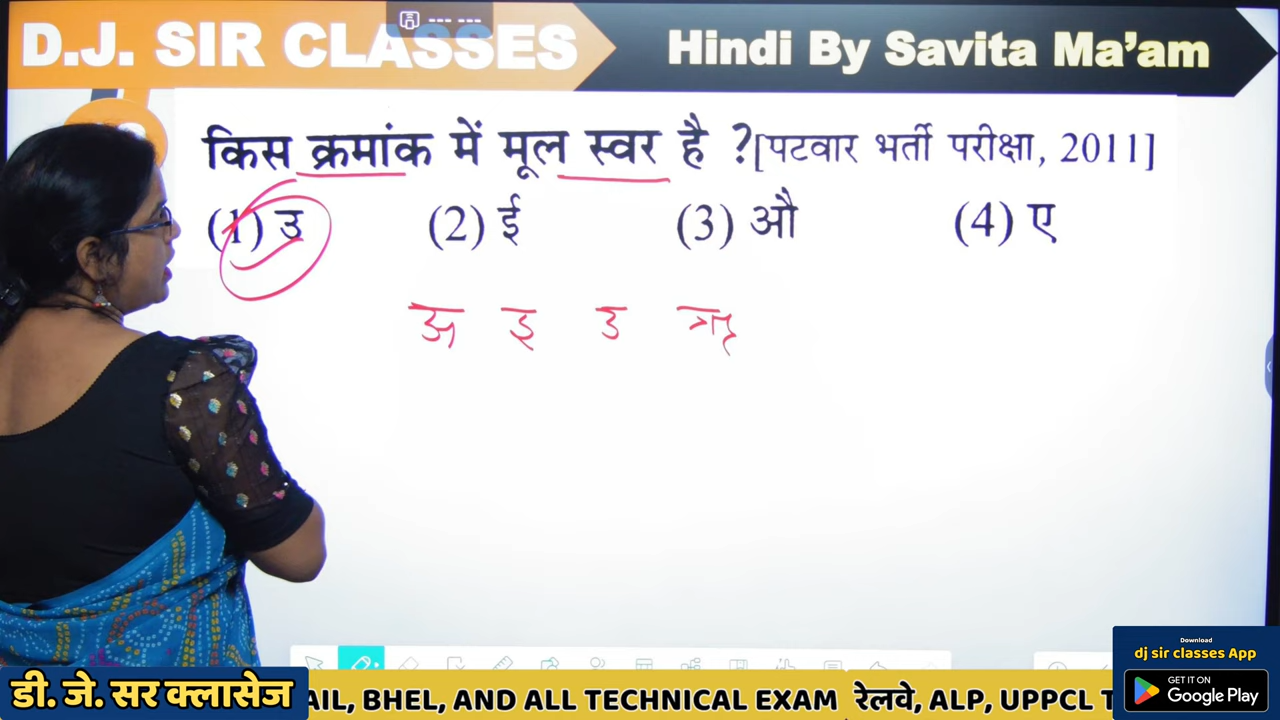 D.J. SIR CLASSES
Hindi By Savita Ma'am
किस क्रमांक में मूल स्वर है ?[पटवार भर्ती परीक्षा, 2011]
(1) उ (2) ई (3) औ (4) ए
अ इ उ ऋ
Download
dj sir classes App
GET IT ON
Google Play
डी. जे. सर क्लासेज
AIL, BHEL, AND ALL TECHNICAL EXAM रेलवे, ALP, UPPCL T